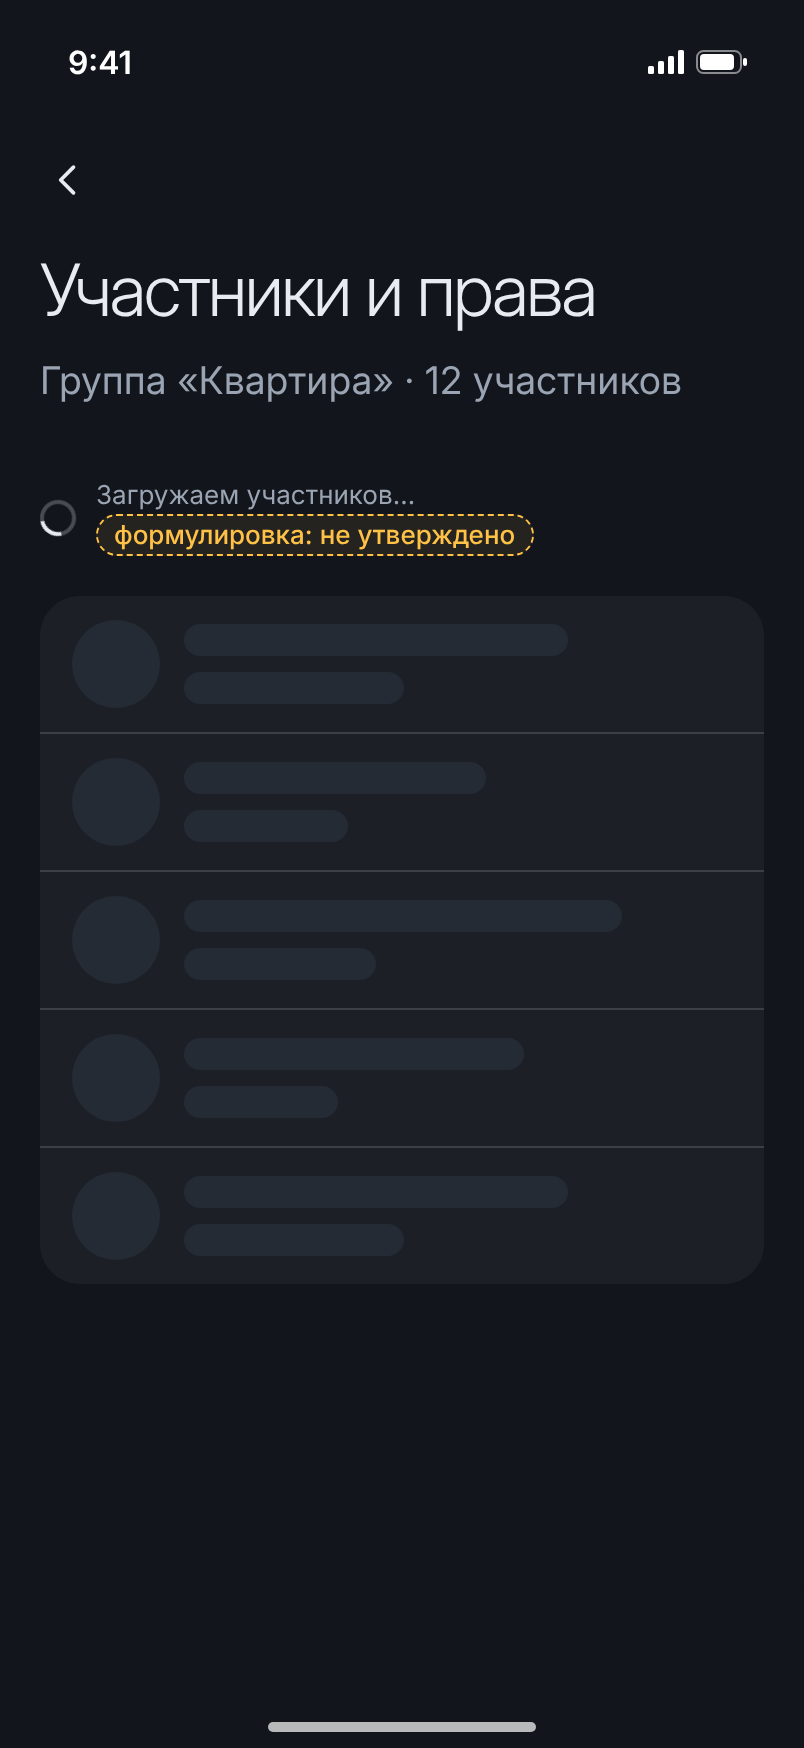 9:41
Участники и права
Группа «Квартира» · 12 участников
Загружаем участников...
формулировка: не утверждено